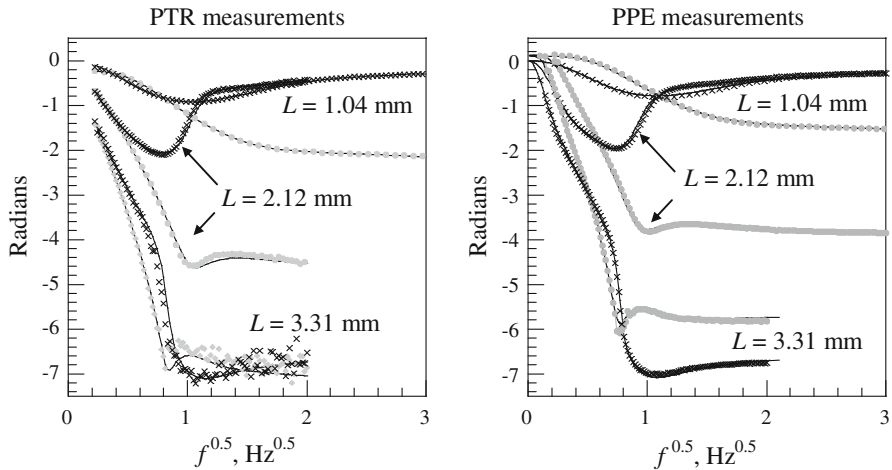 PTR measurements
0
-1
-2
-3
-4
-5
-6
-7
Radians
L = 1.04 mm
L = 2.12 mm
L = 3.31 mm
0
1
2
3
f^0.5, Hz^0.5
PPE measurements
0
-1
-2
-3
-4
-5
-6
-7
Radians
L = 1.04 mm
L = 2.12 mm
L = 3.31 mm
0
1
2
3
f^0.5, Hz^0.5